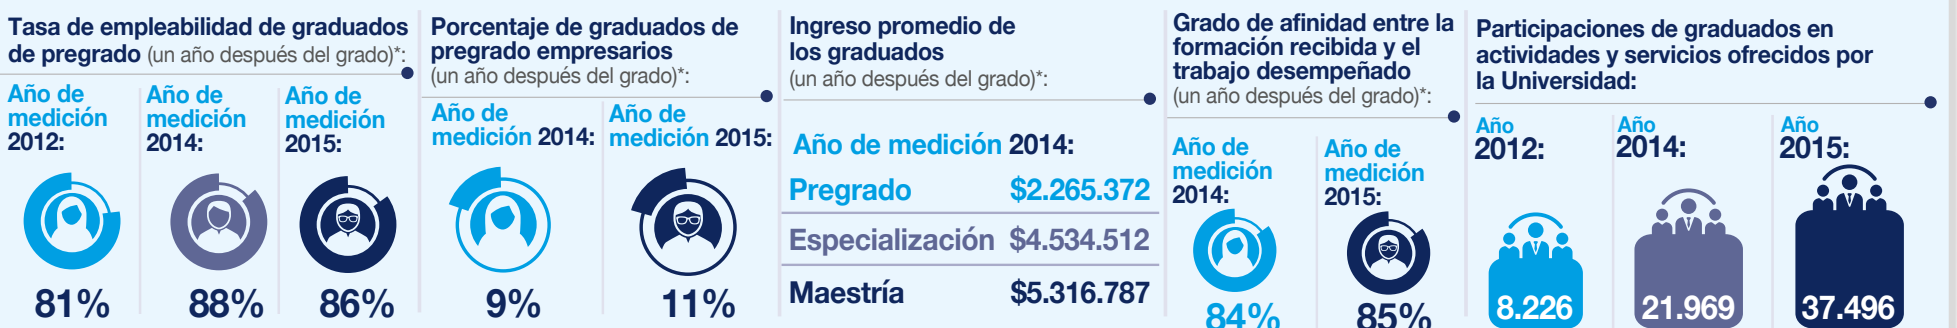 Tasa de empleabilidad de graduados
de pregrado (un año después del grado)*:
Año de
medición
2012:
81%
Año de
medición
2014:
88%
Año de
medición
2015:
86%
Porcentaje de graduados de
pregrado empresarios
(un año después del grado)*:
Año de
medición 2014:
9%
Año de
medición 2015:
11%
Ingreso promedio de
los graduados
(un año después del grado)*:
Año de medición 2014:
Pregrado $2.265.372
Especialización $4.534.512
Maestría $5.316.787
Grado de afinidad entre la
formación recibida y el
trabajo desempeñado
(un año después del grado)*:
Año de
medición
2014:
84%
Año de
medición
2015:
85%
Participaciones de graduados en
actividades y servicios ofrecidos por
la Universidad:
Año
2012:
8.226
Año
2014:
21.969
Año
2015:
37.496